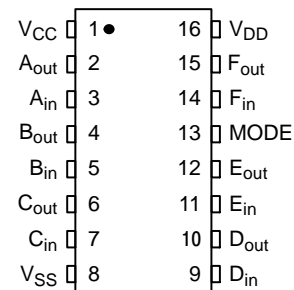 VCC 1 16 VDD
Aout 2 15 Fout
Ain 3 14 Fin
Bout 4 13 MODE
Bin 5 12 Eout
Cout 6 11 Ein
Cin 7 10 Dout
VSS 8 9 Din